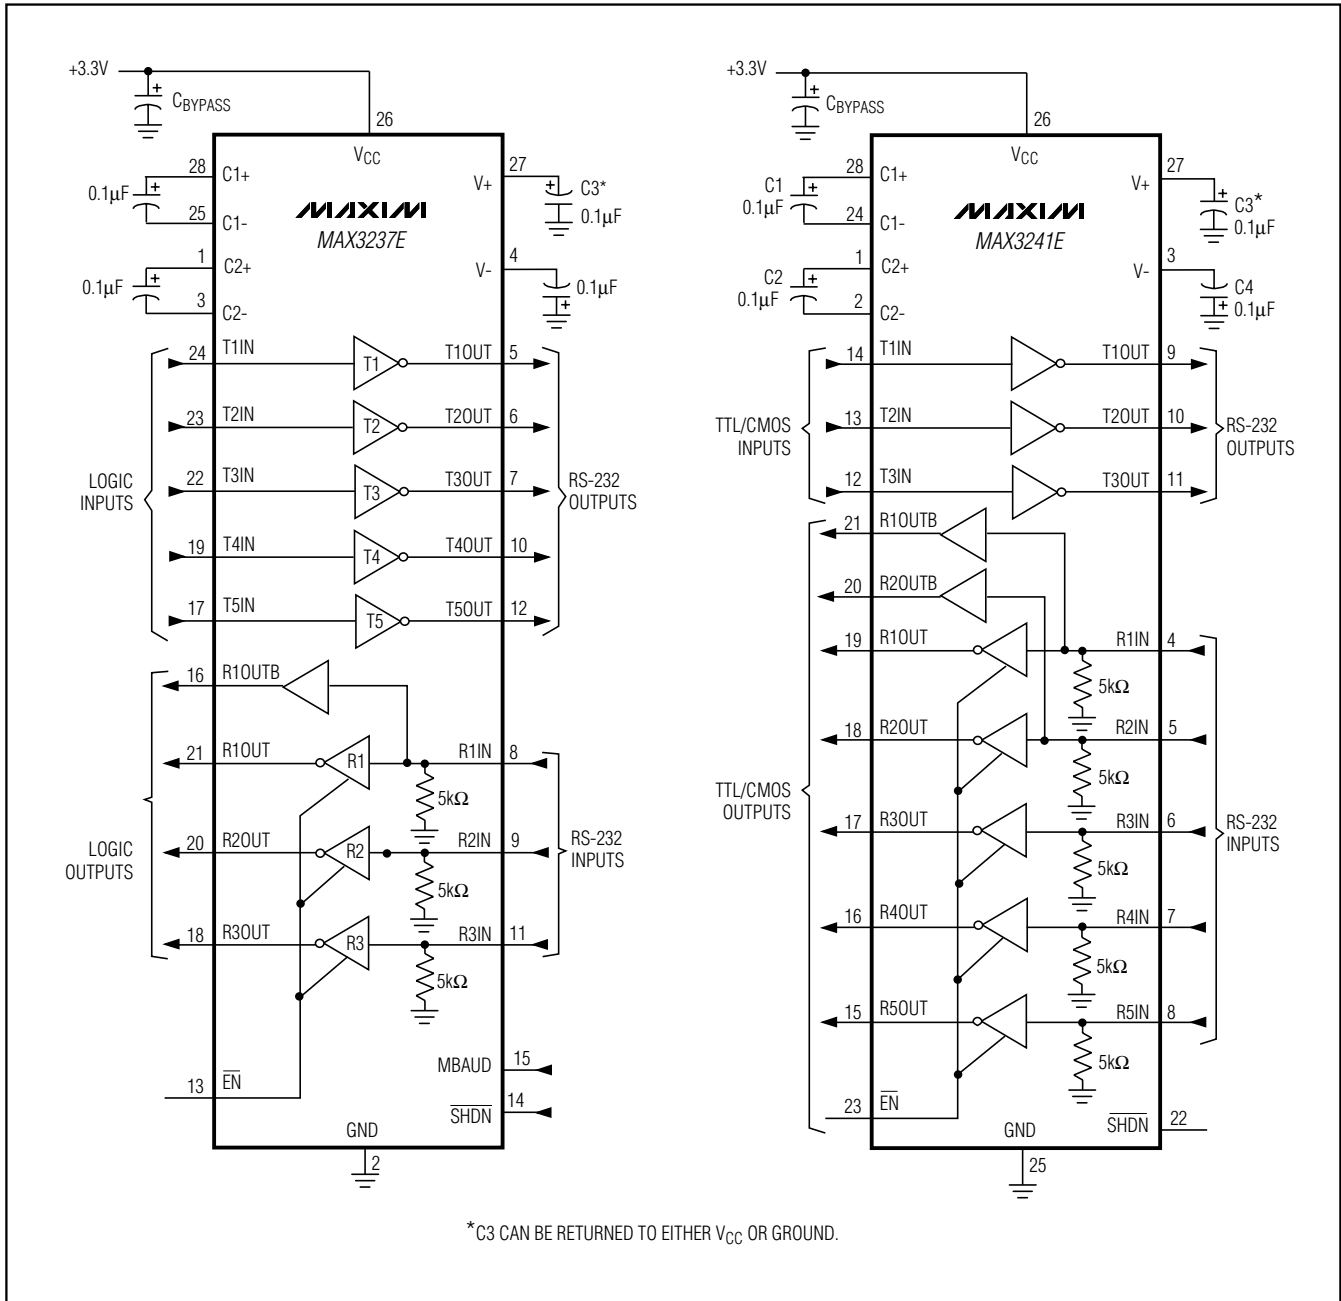 +3.3V
CBYPASS
26
VCC
28
C1+
0.1µF
25
C1-
1
C2+
0.1µF
3
C2-
MAXIM
MAX3237E
27
V+
C3*
0.1µF
4
V-
0.1µF
LOGIC
INPUTS
24
T1IN
T1
T1OUT
5
23
T2IN
T2
T2OUT
6
22
T3IN
T3
T3OUT
7
19
T4IN
T4
T4OUT
10
17
T5IN
T5
T5OUT
12
RS-232
OUTPUTS
LOGIC
OUTPUTS
16
R1OUTB
21
R1OUT
R1
R1IN
8
5kΩ
20
R2OUT
R2
R2IN
9
5kΩ
18
R3OUT
R3
R3IN
11
5kΩ
RS-232
INPUTS
MBAUD
15
13
EN
SHDN
14
GND
2
+3.3V
CBYPASS
26
VCC
28
C1+
C1
0.1µF
24
C1-
1
C2+
C2
0.1µF
2
C2-
MAXIM
MAX3241E
27
V+
C3*
0.1µF
3
V-
C4
0.1µF
TTL/CMOS
INPUTS
14
T1IN
T1OUT
9
13
T2IN
T2OUT
10
12
T3IN
T3OUT
11
RS-232
OUTPUTS
TTL/CMOS
OUTPUTS
21
R1OUTB
20
R2OUTB
19
R1OUT
R1IN
4
5kΩ
18
R2OUT
R2IN
5
5kΩ
17
R3OUT
R3IN
6
5kΩ
16
R4OUT
R4IN
7
5kΩ
15
R5OUT
R5IN
8
5kΩ
RS-232
INPUTS
23
EN
SHDN
22
GND
25
*C3 CAN BE RETURNED TO EITHER VCC OR GROUND.